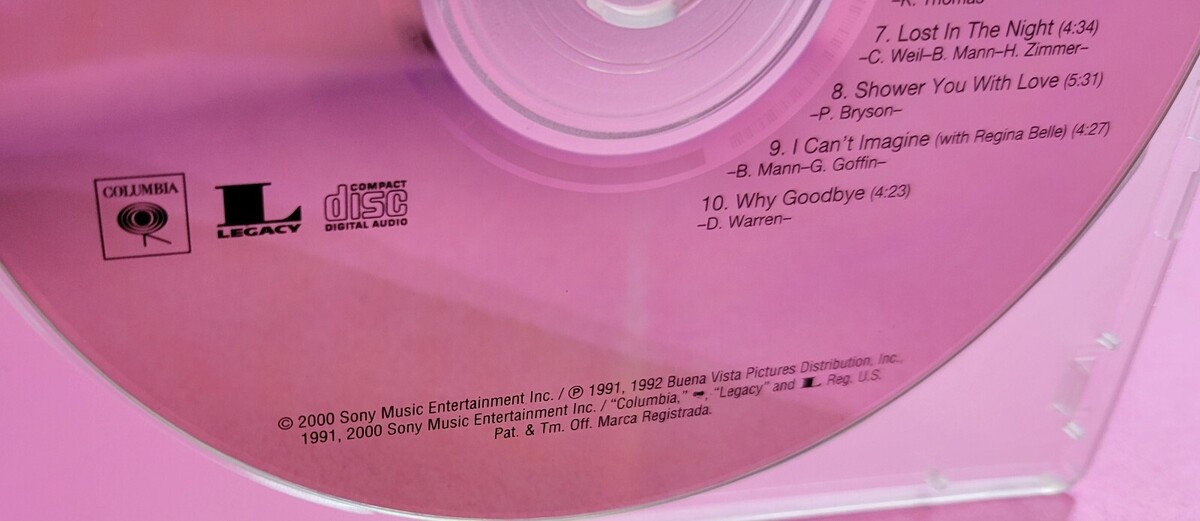 –R. Thomas–
7. Lost In The Night (4:34)
–C. Weil–B. Mann–H. Zimmer–
8. Shower You With Love (5:31)
–P. Bryson–
9. I Can't Imagine (with Regina Belle) (4:27)
–B. Mann–G. Goffin–
10. Why Goodbye (4:23)
–D. Warren–
COLUMBIA
L
LEGACY
COMPACT
disc
DIGITAL AUDIO
© 2000 Sony Music Entertainment Inc. / ℗ 1991, 1992 Buena Vista Pictures Distribution, Inc.,
1991, 2000 Sony Music Entertainment Inc. / "Columbia," , "Legacy" and L Reg. U.S.
Pat. & Tm. Off. Marca Registrada.